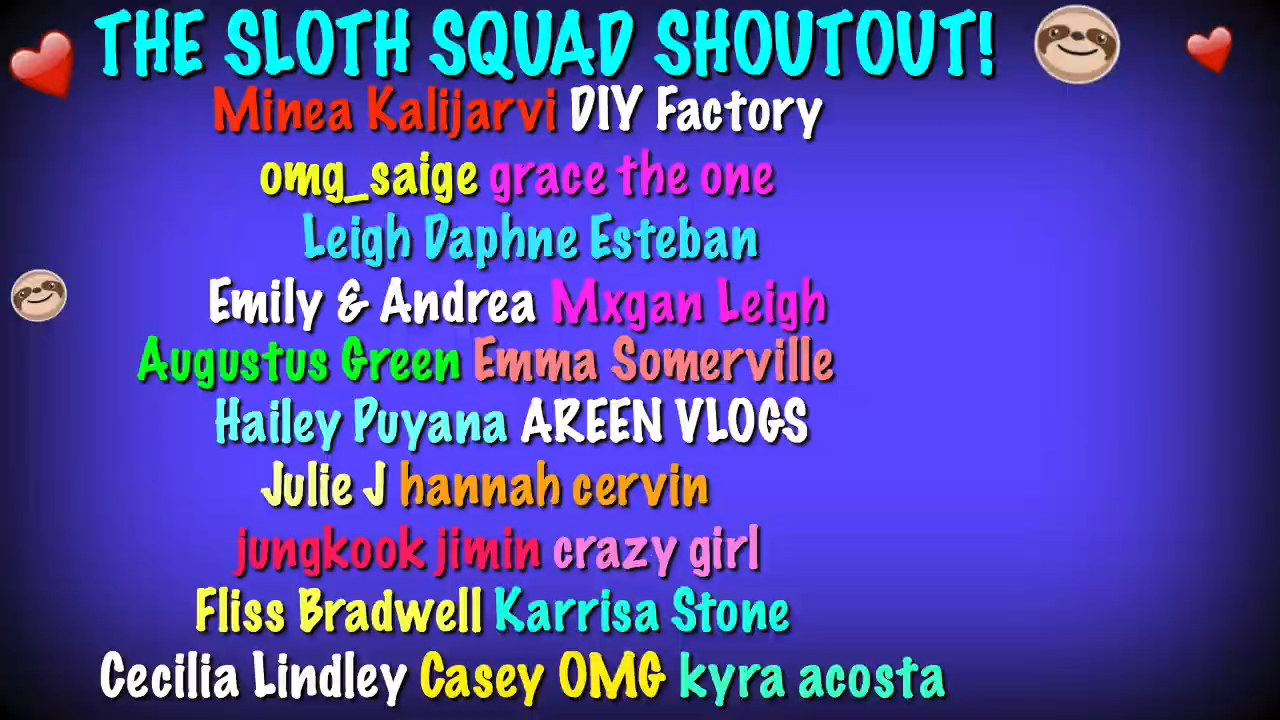 THE SLOTH SQUAD SHOUTOUT!
Minea Kalijarvi DIY Factory
omg_saige grace the one
Leigh Daphne Esteban
Emily & Andrea Mxgan Leigh
Augustus Green Emma Somerville
Hailey Puyana AREEN VLOGS
Julie J hannah cervin
jungkook jimin crazy girl
Fliss Bradwell Karrisa Stone
Cecilia Lindley Casey OMG kyra acosta